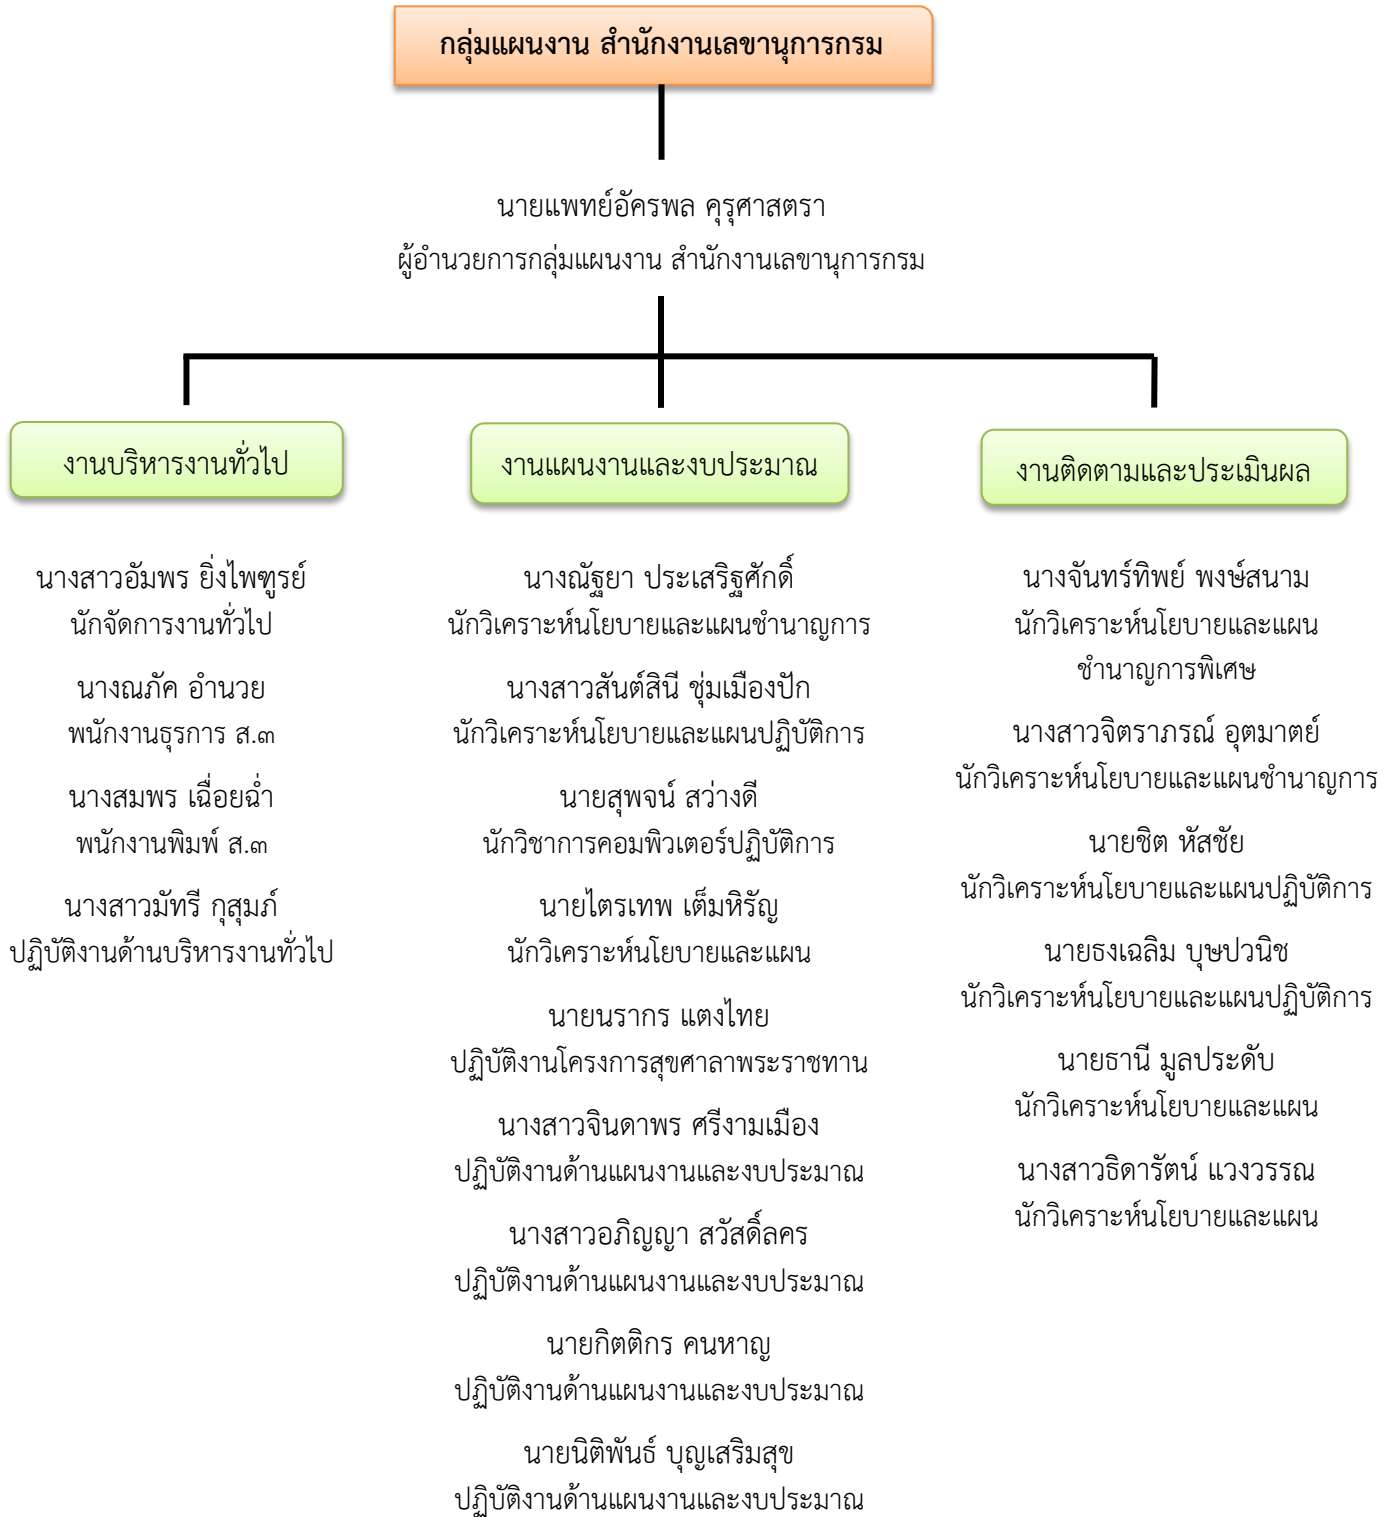 กลุ่มแผนงาน สำนักงานเลขานุการกรม
นายแพทย์อัครพล คุรุศาสตรา
ผู้อำนวยการกลุ่มแผนงาน สำนักงานเลขานุการกรม
งานบริหารงานทั่วไป
นางสาวอัมพร ยิ่งไพฑูรย์
นักจัดการงานทั่วไป
นางณภัค อำนวย
พนักงานธุรการ ส.๓
นางสมพร เฉื่อยฉ่ำ
พนักงานพิมพ์ ส.๓
นางสาวมัทรี กุสุมภ์
ปฏิบัติงานด้านบริหารงานทั่วไป
งานแผนงานและงบประมาณ
นางณัฐยา ประเสริฐศักดิ์
นักวิเคราะห์นโยบายและแผนชำนาญการ
นางสาวสันต์สินี ชุ่มเมืองปัก
นักวิเคราะห์นโยบายและแผนปฏิบัติการ
นายสุพจน์ สว่างดี
นักวิชาการคอมพิวเตอร์ปฏิบัติการ
นายไตรเทพ เต็มหิรัญ
นักวิเคราะห์นโยบายและแผน
นายนรากร แตงไทย
ปฏิบัติงานโครงการสุขศาลาพระราชทาน
นางสาวจินดาพร ศรีงามเมือง
ปฏิบัติงานด้านแผนงานและงบประมาณ
นางสาวอภิญญา สวัสดิ์ลคร
ปฏิบัติงานด้านแผนงานและงบประมาณ
นายกิตติกร คนหาญ
ปฏิบัติงานด้านแผนงานและงบประมาณ
นายนิติพันธ์ บุญเสริมสุข
ปฏิบัติงานด้านแผนงานและงบประมาณ
งานติดตามและประเมินผล
นางจันทร์ทิพย์ พงษ์สนาม
นักวิเคราะห์นโยบายและแผน
ชำนาญการพิเศษ
นางสาวจิตราภรณ์ อุตมาตย์
นักวิเคราะห์นโยบายและแผนชำนาญการ
นายชิต หัสชัย
นักวิเคราะห์นโยบายและแผนปฏิบัติการ
นายธงเฉลิม บุษปวนิช
นักวิเคราะห์นโยบายและแผนปฏิบัติการ
นายธานี มูลประดับ
นักวิเคราะห์นโยบายและแผน
นางสาวธิดารัตน์ แวงวรรณ
นักวิเคราะห์นโยบายและแผน